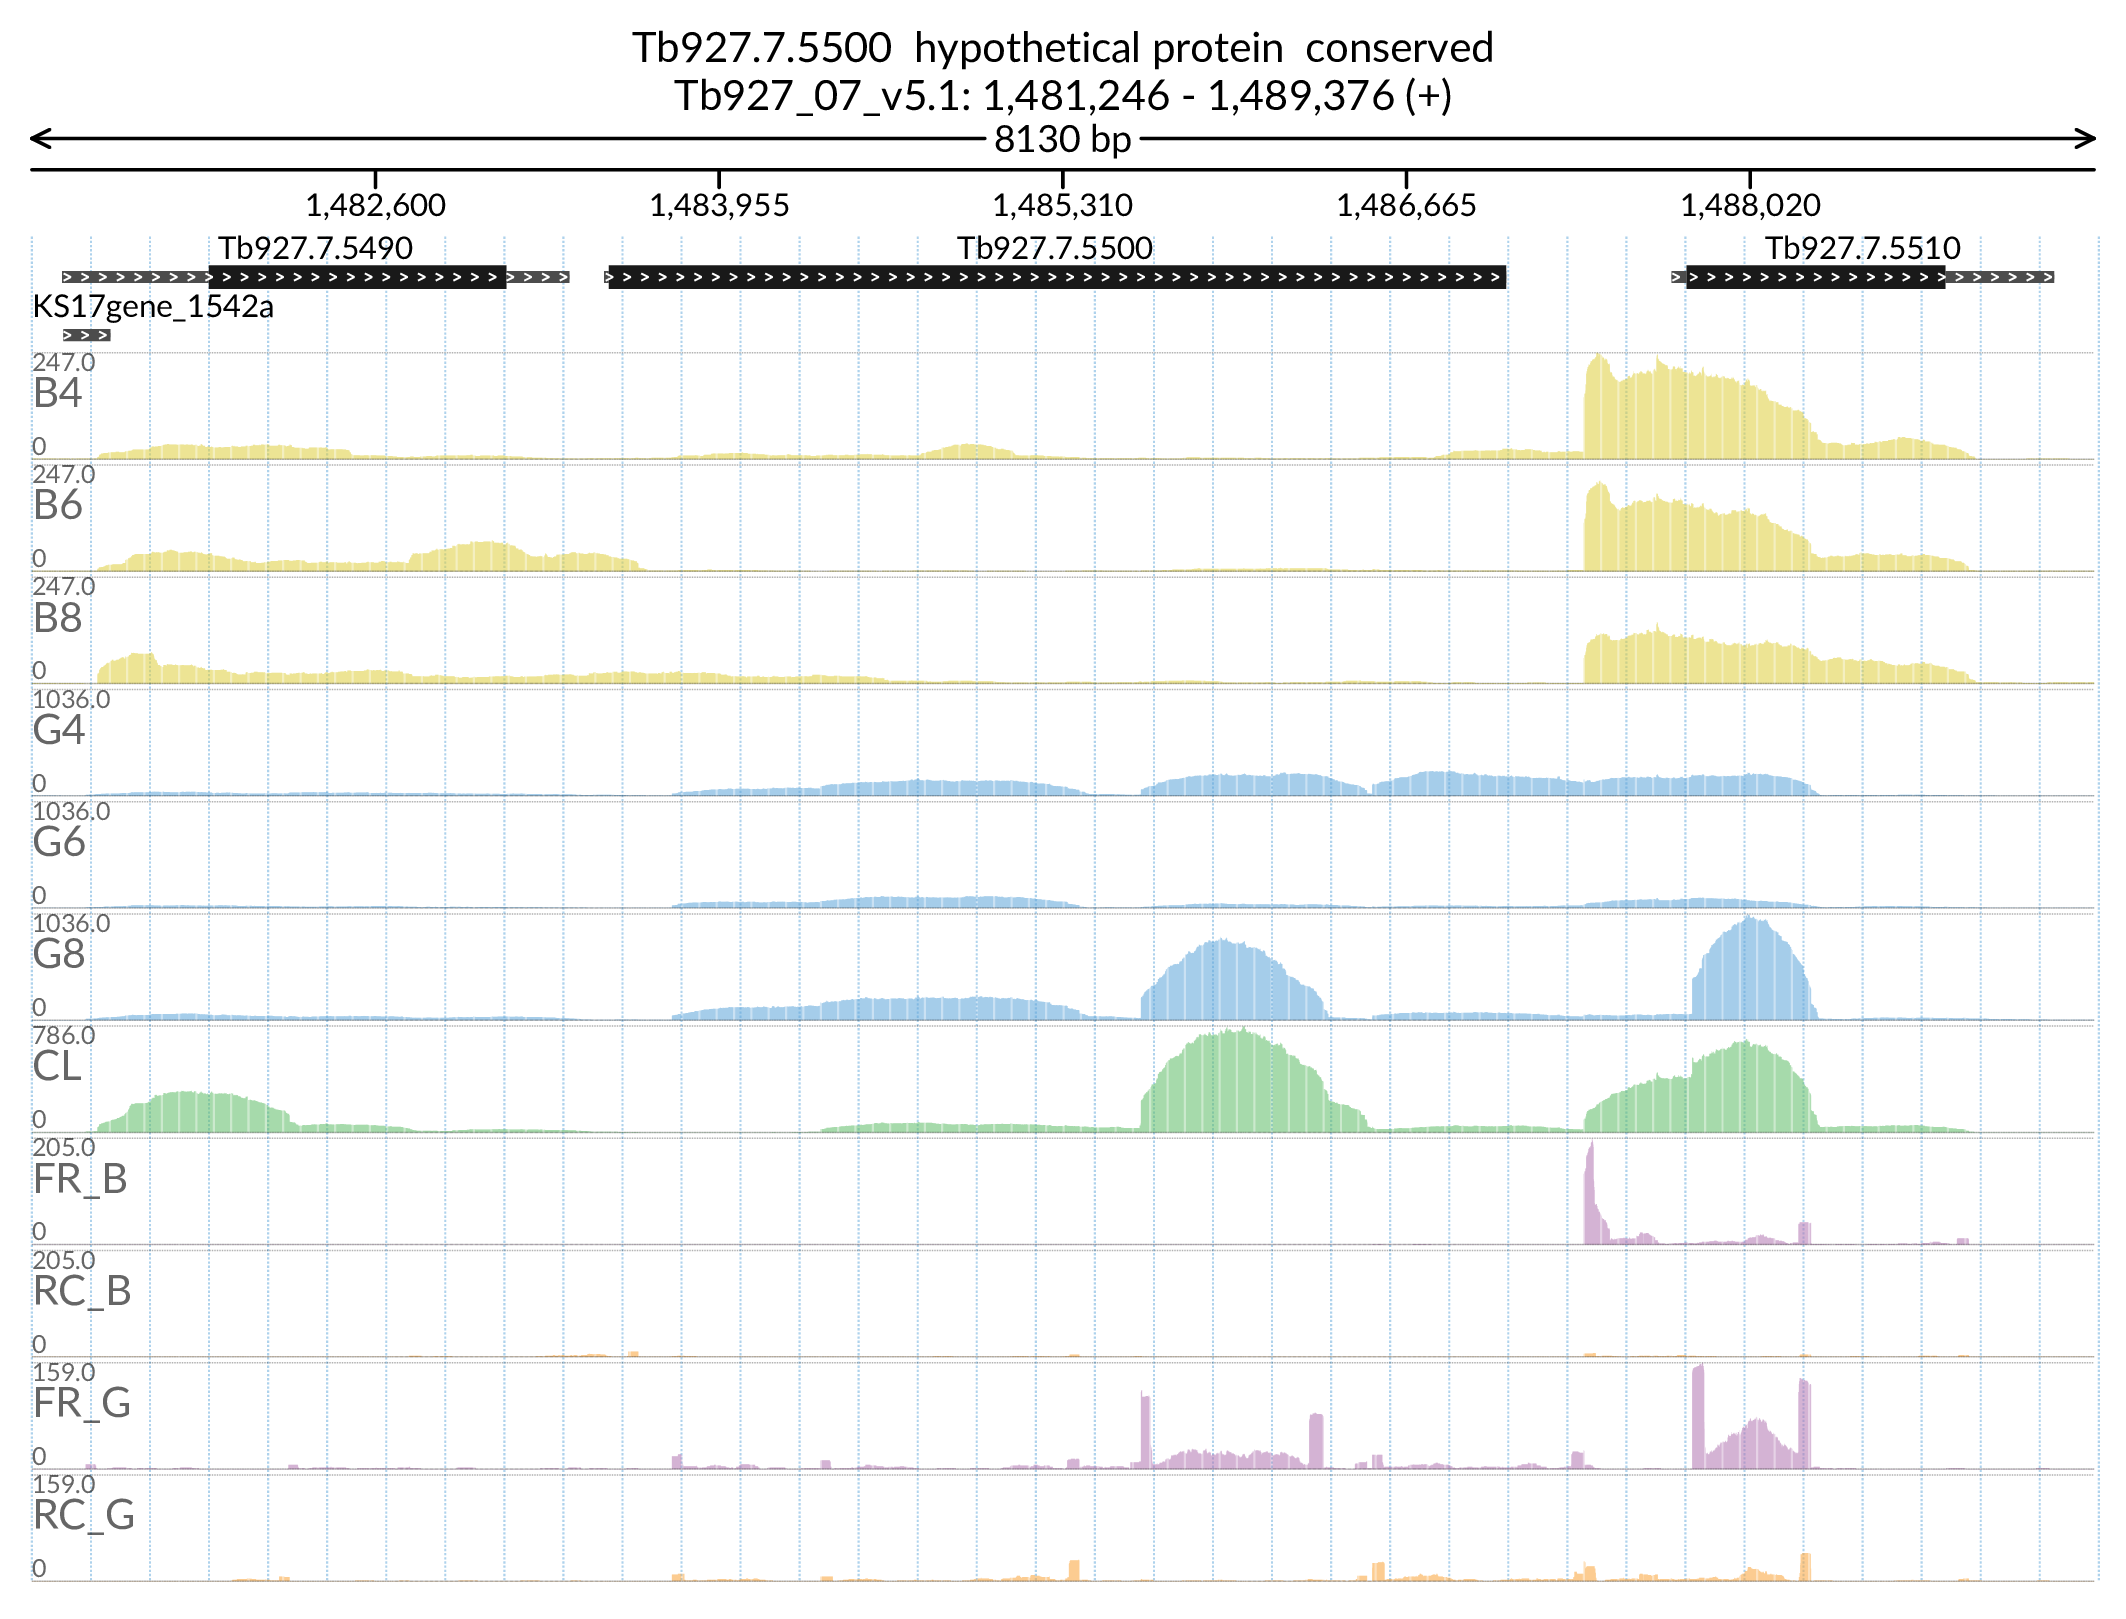 Tb927.7.5500  hypothetical protein  conserved
Tb927_07_v5.1: 1,481,246 - 1,489,376 (+)
8130 bp
1,482,600 1,483,955 1,485,310 1,486,665 1,488,020
Tb927.7.5490 Tb927.7.5500 Tb927.7.5510
KS17gene_1542a
247.0
B4
0
247.0
B6
0
247.0
B8
0
1036.0
G4
0
1036.0
G6
0
1036.0
G8
0
786.0
CL
0
205.0
FR_B
0
205.0
RC_B
0
159.0
FR_G
0
159.0
RC_G
0